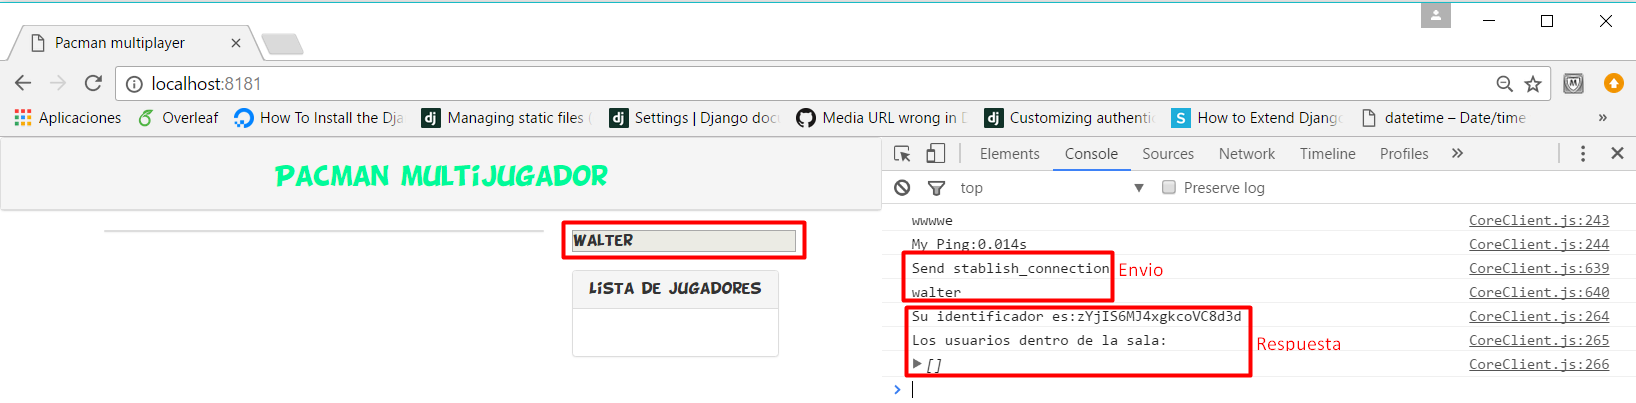 Pacman multiplayer
localhost:8181
Aplicaciones Overleaf How To Install the Dja Managing static files ( Settings | Django doc Media URL wrong in D Customizing authentic How to Extend Djang datetime – Date/time »
PACMAN MULTIJUGADOR
WALTER
LISTA DE JUGADORES
Elements Console Sources Network Timeline Profiles »
top Preserve log
wwwwe CoreClient.js:243
My Ping:0.014s CoreClient.js:244
Send stablish_connection Envio CoreClient.js:639
walter CoreClient.js:640
Su identificador es:zYjIS6MJ4xgkcoVC8d3d CoreClient.js:264
Los usuarios dentro de la sala: Respuesta CoreClient.js:265
[] CoreClient.js:266